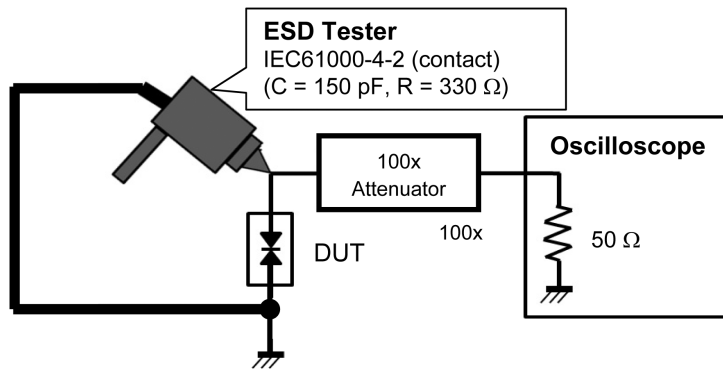 ESD Tester
IEC61000-4-2 (contact)
(C = 150 pF, R = 330 Ω)
Oscilloscope
100x
Attenuator
100x
50 Ω
DUT